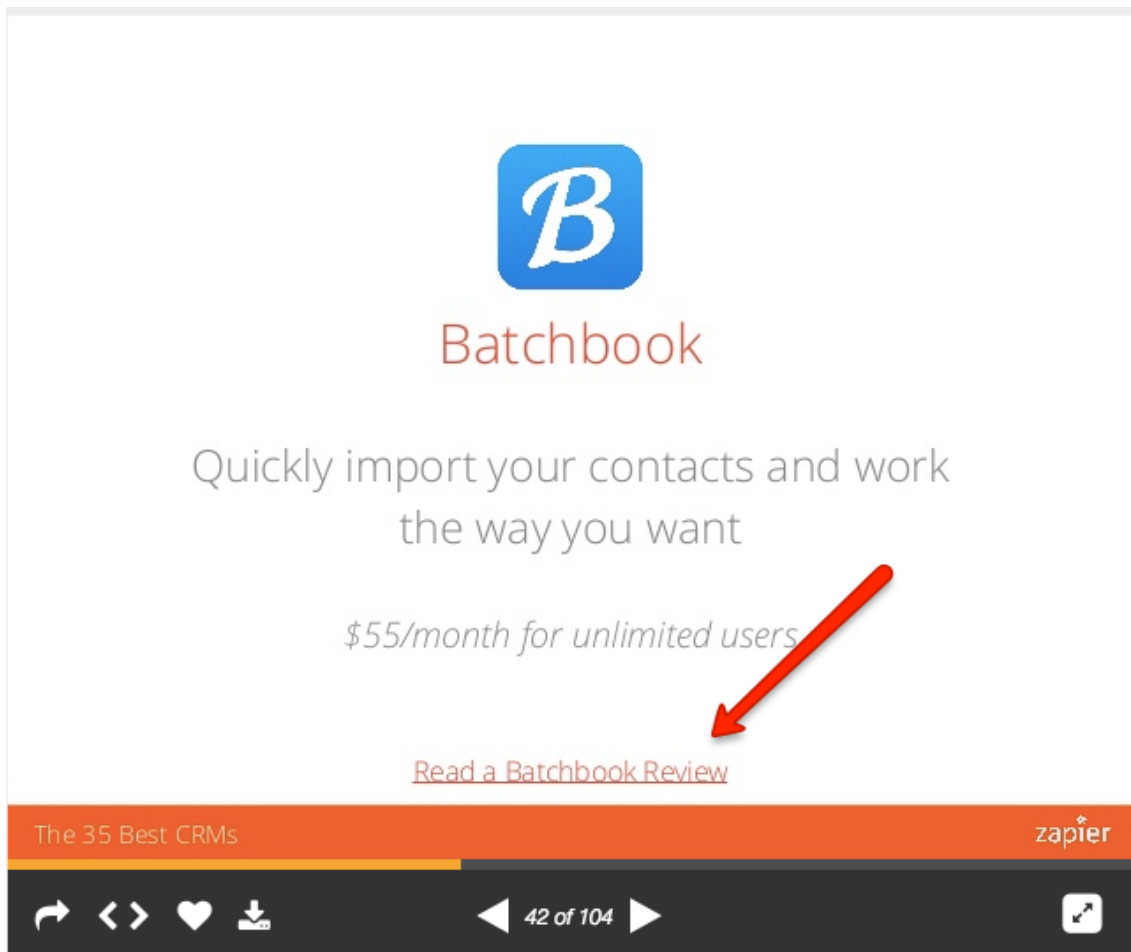 B
Batchbook
Quickly import your contacts and work
the way you want
$55/month for unlimited users
Read a Batchbook Review
The 35 Best CRMs
zapier
42 of 104